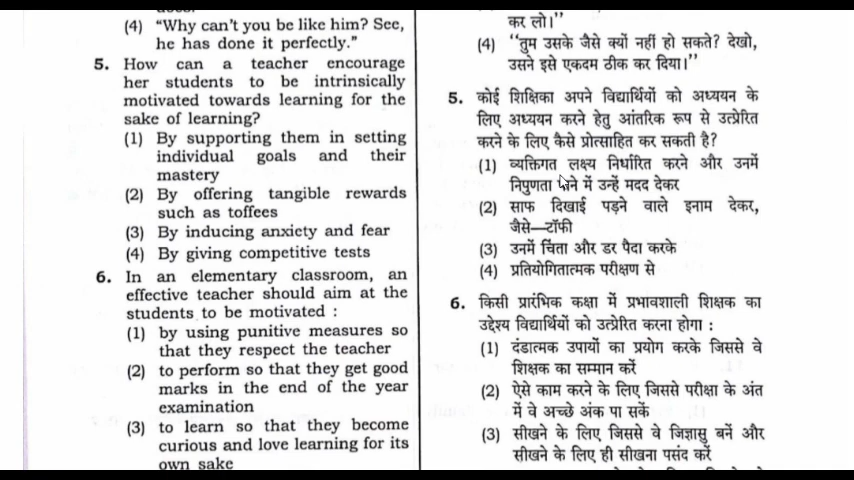 (4) "Why can't you be like him? See,
he has done it perfectly."
5. How can a teacher encourage
her students to be intrinsically
motivated towards learning for the
sake of learning?
(1) By supporting them in setting
individual goals and their
mastery
(2) By offering tangible rewards
such as toffees
(3) By inducing anxiety and fear
(4) By giving competitive tests
6. In an elementary classroom, an
effective teacher should aim at the
students to be motivated :
(1) by using punitive measures so
that they respect the teacher
(2) to perform so that they get good
marks in the end of the year
examination
(3) to learn so that they become
curious and love learning for its
own sake
कर लो।"
(4) "तुम उसके जैसे क्यों नहीं हो सकते? देखो,
उसने इसे एकदम ठीक कर दिया।"
5. कोई शिक्षिका अपने विद्यार्थियों को अध्ययन के
लिए अध्ययन करने हेतु आंतरिक रूप से उत्प्रेरित
करने के लिए कैसे प्रोत्साहित कर सकती है?
(1) व्यक्तिगत लक्ष्य निर्धारित करने और उनमें
निपुणता पाने में उन्हें मदद देकर
(2) साफ दिखाई पड़ने वाले इनाम देकर,
जैसे—टॉफी
(3) उनमें चिंता और डर पैदा करके
(4) प्रतियोगितात्मक परीक्षण से
6. किसी प्रारंभिक कक्षा में प्रभावशाली शिक्षक का
उद्देश्य विद्यार्थियों को उत्प्रेरित करना होगा :
(1) दंडात्मक उपायों का प्रयोग करके जिससे वे
शिक्षक का सम्मान करें
(2) ऐसे काम करने के लिए जिससे परीक्षा के अंत
में वे अच्छे अंक पा सकें
(3) सीखने के लिए जिससे वे जिज्ञासु बनें और
सीखने के लिए ही सीखना पसंद करें